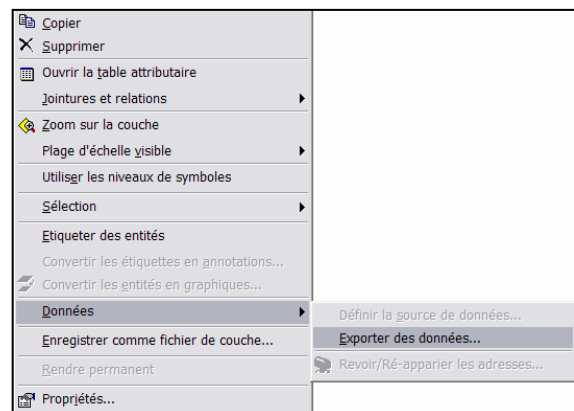 Copier
Supprimer
Ouvrir la table attributaire
Jointures et relations
Zoom sur la couche
Plage d'échelle visible
Utiliser les niveaux de symboles
Sélection
Etiqueter des entités
Convertir les étiquettes en annotations...
Convertir les entités en graphiques...
Données
Définir la source de données...
Enregistrer comme fichier de couche...
Exporter des données...
Rendre permanent
Revoir/Ré-apparier les adresses...
Propriétés...